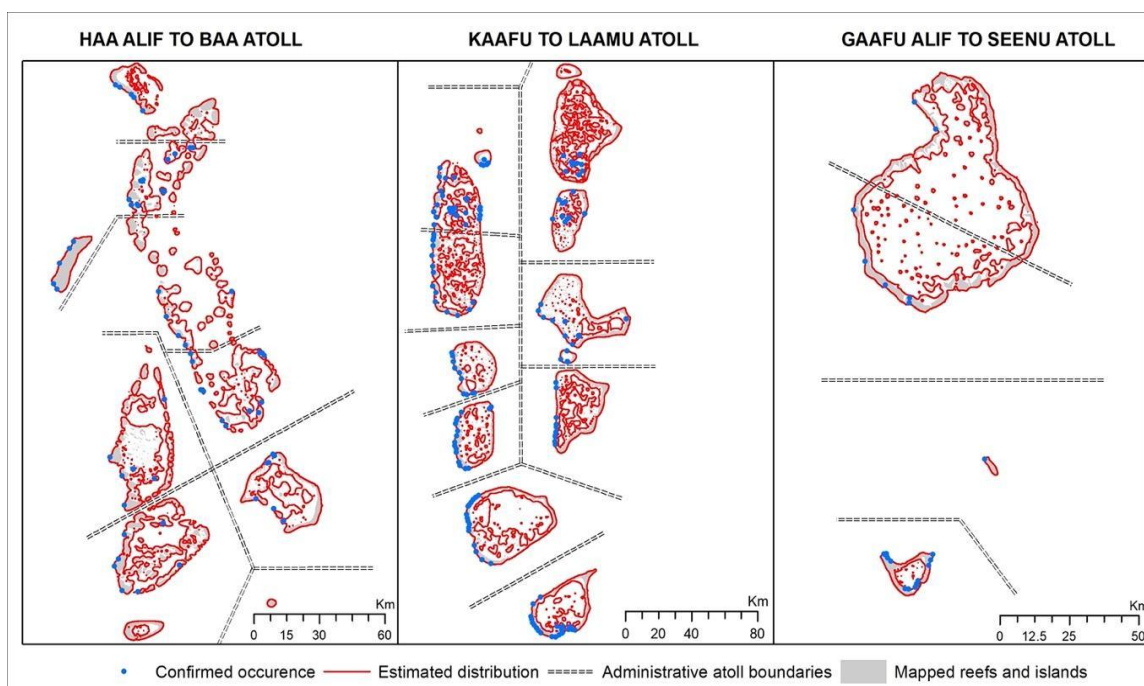 HAA ALIF TO BAA ATOLL
KAAFU TO LAAMU ATOLL
GAAFU ALIF TO SEENU ATOLL
Km
0 15 30 60
Km
0 20 40 80
Km
0 12.5 25 50
Confirmed occurence
Estimated distribution
Administrative atoll boundaries
Mapped reefs and islands